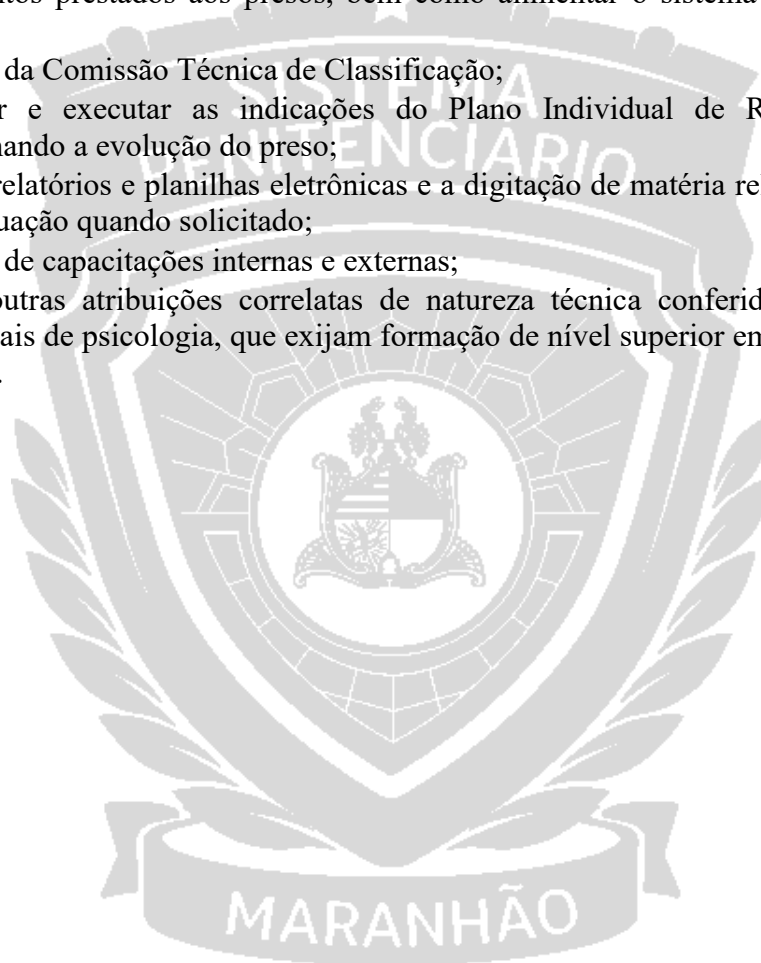 tos prestados aos presos, bem como alimentar o sistema
da Comissão Técnica de Classificação;
r e executar as indicações do Plano Individual de R
nando a evolução do preso;
relatórios e planilhas eletrônicas e a digitação de matéria re
uação quando solicitado;
de capacitações internas e externas;
outras atribuições correlatas de natureza técnica conferid
ais de psicologia, que exijam formação de nível superior em
.
SISTEMA
PENITENCIÁRIO
MARANHÃO